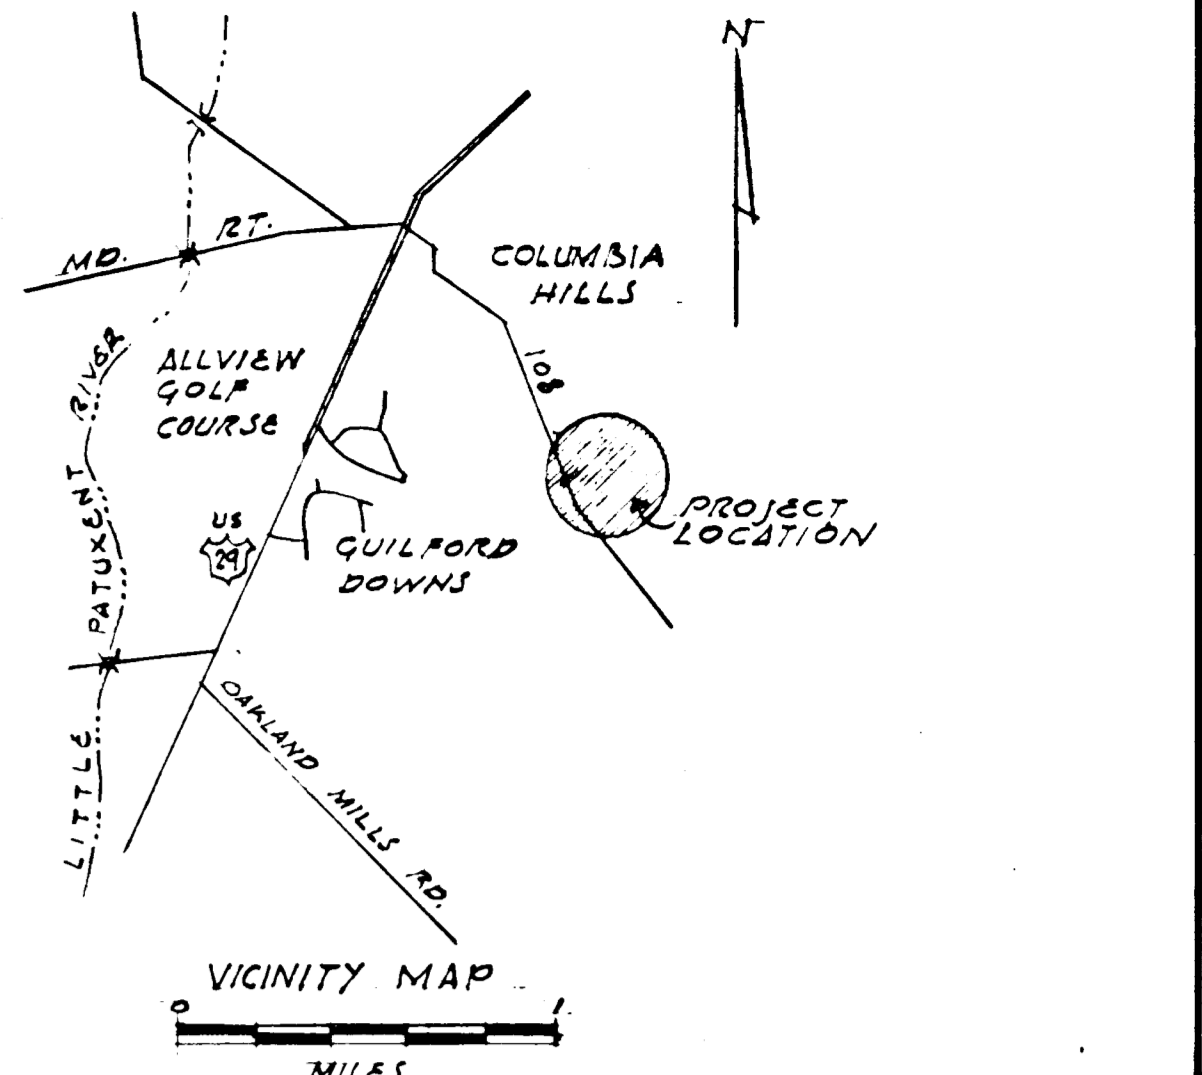 N
MD. RT.
COLUMBIA
HILLS
108
ALLVIEW
GOLF
COURSE
LITTLE PATUXENT RIVER
PROJECT
LOCATION
US
29
GUILFORD
DOWNS
OAKLAND MILLS RD.
VICINITY MAP
0 1
MILES